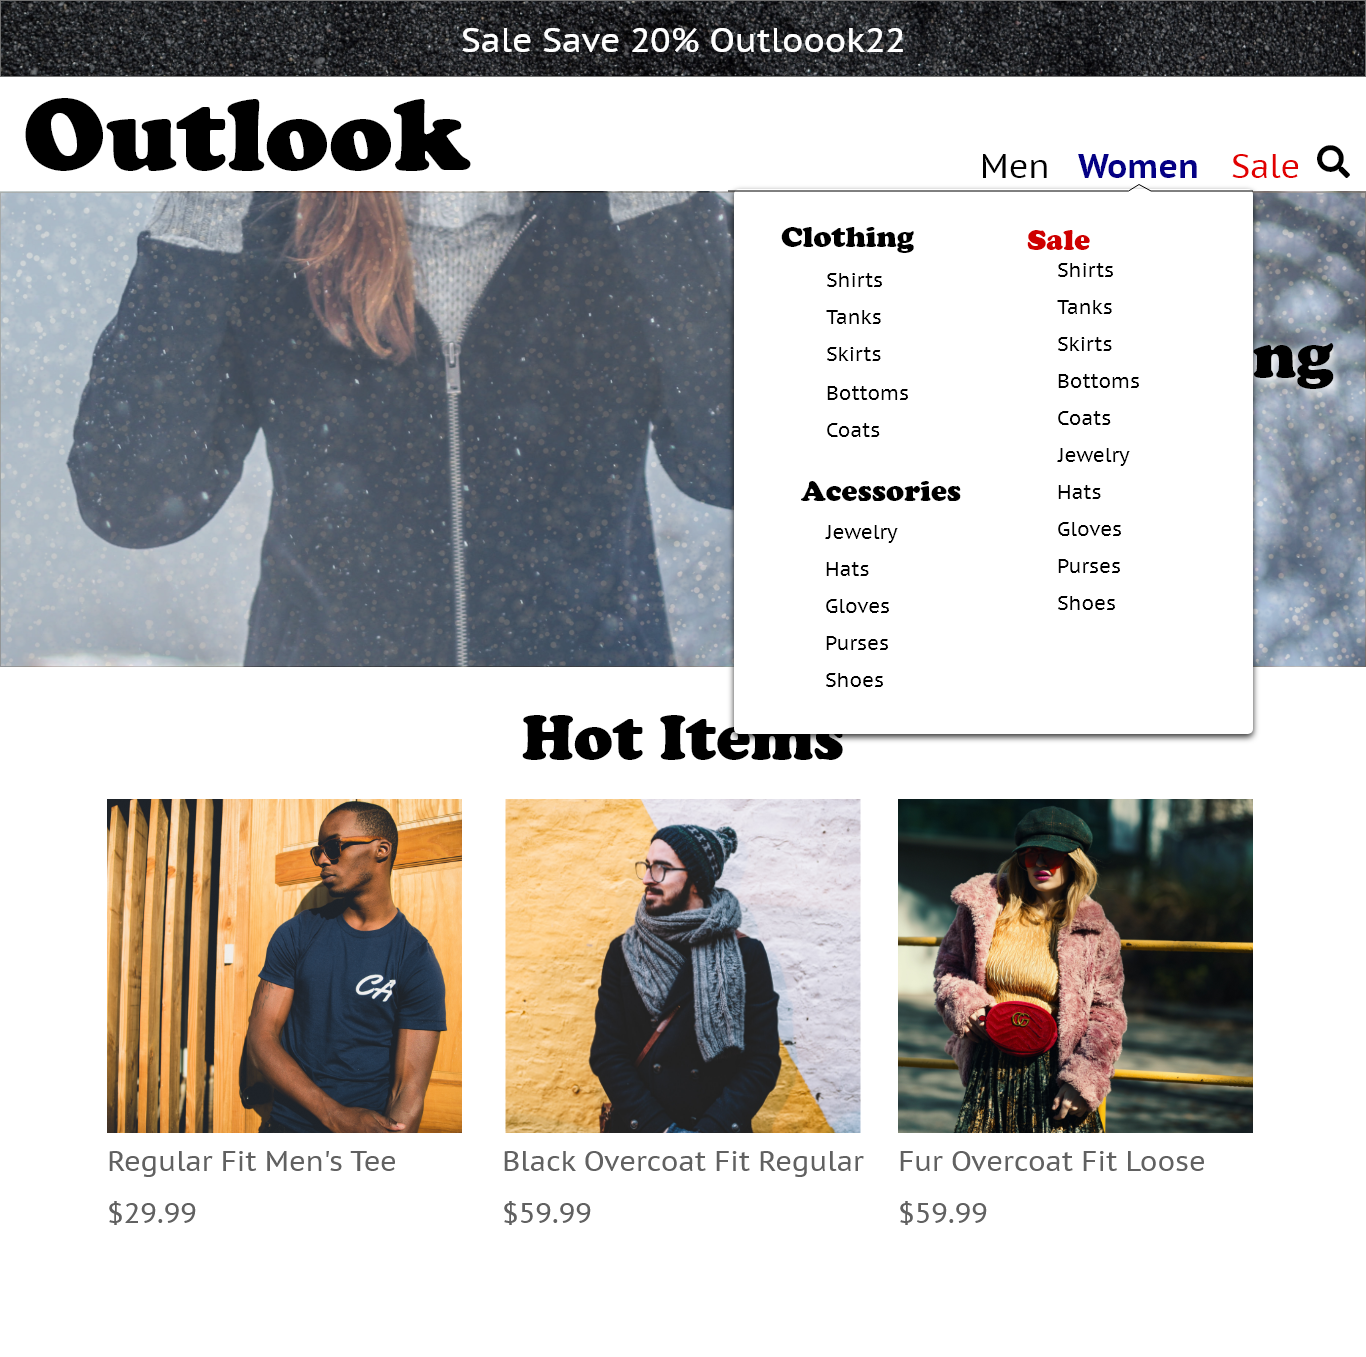 Sale Save 20% Outloook22
Outlook
Men Women Sale
Clothing
Shirts
Tanks
Skirts
Bottoms
Coats
Acessories
Jewelry
Hats
Gloves
Purses
Shoes
Sale
Shirts
Tanks
Skirts
Bottoms
Coats
Jewelry
Hats
Gloves
Purses
Shoes
ng
Hot Items
CA
Regular Fit Men's Tee
$29.99
Black Overcoat Fit Regular
$59.99
Fur Overcoat Fit Loose
$59.99